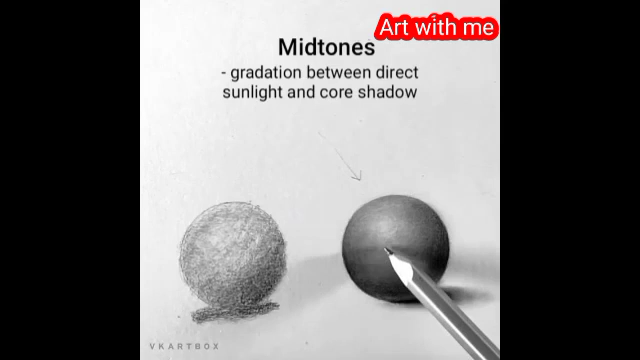 Art with me
Midtones
- gradation between direct
sunlight and core shadow
VKARTBOX